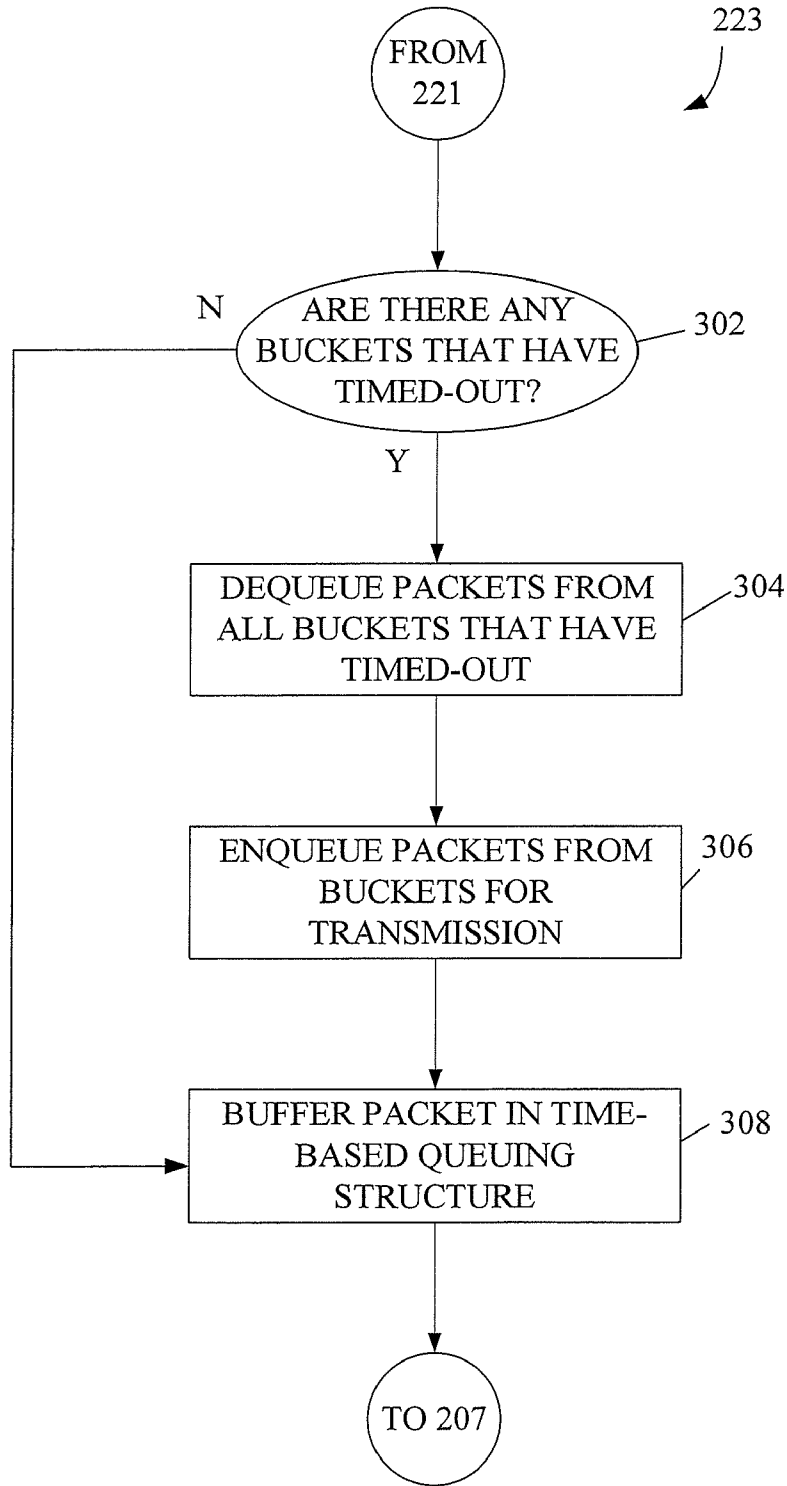 223
FROM
221
N
ARE THERE ANY
BUCKETS THAT HAVE
TIMED-OUT?
302
Y
DEQUEUE PACKETS FROM
ALL BUCKETS THAT HAVE
TIMED-OUT
304
ENQUEUE PACKETS FROM
BUCKETS FOR
TRANSMISSION
306
BUFFER PACKET IN TIME-
BASED QUEUING
STRUCTURE
308
TO 207